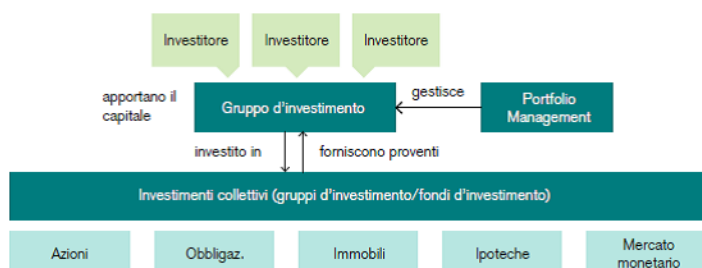 Investitore
Investitore
Investitore
apportano il
capitale
Gruppo d'investimento
gestisce
Portfolio
Management
investito in
forniscono proventi
Investimenti collettivi (gruppi d'investimento/fondi d'investimento)
Azioni
Obbligaz.
Immobili
Ipoteche
Mercato
monetario